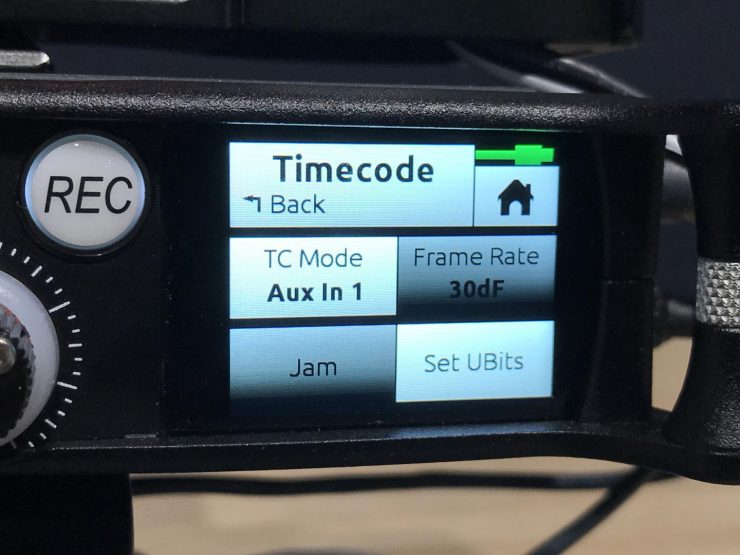 REC
Timecode
Back
TC Mode
Aux In 1
Frame Rate
30dF
Jam
Set UBits